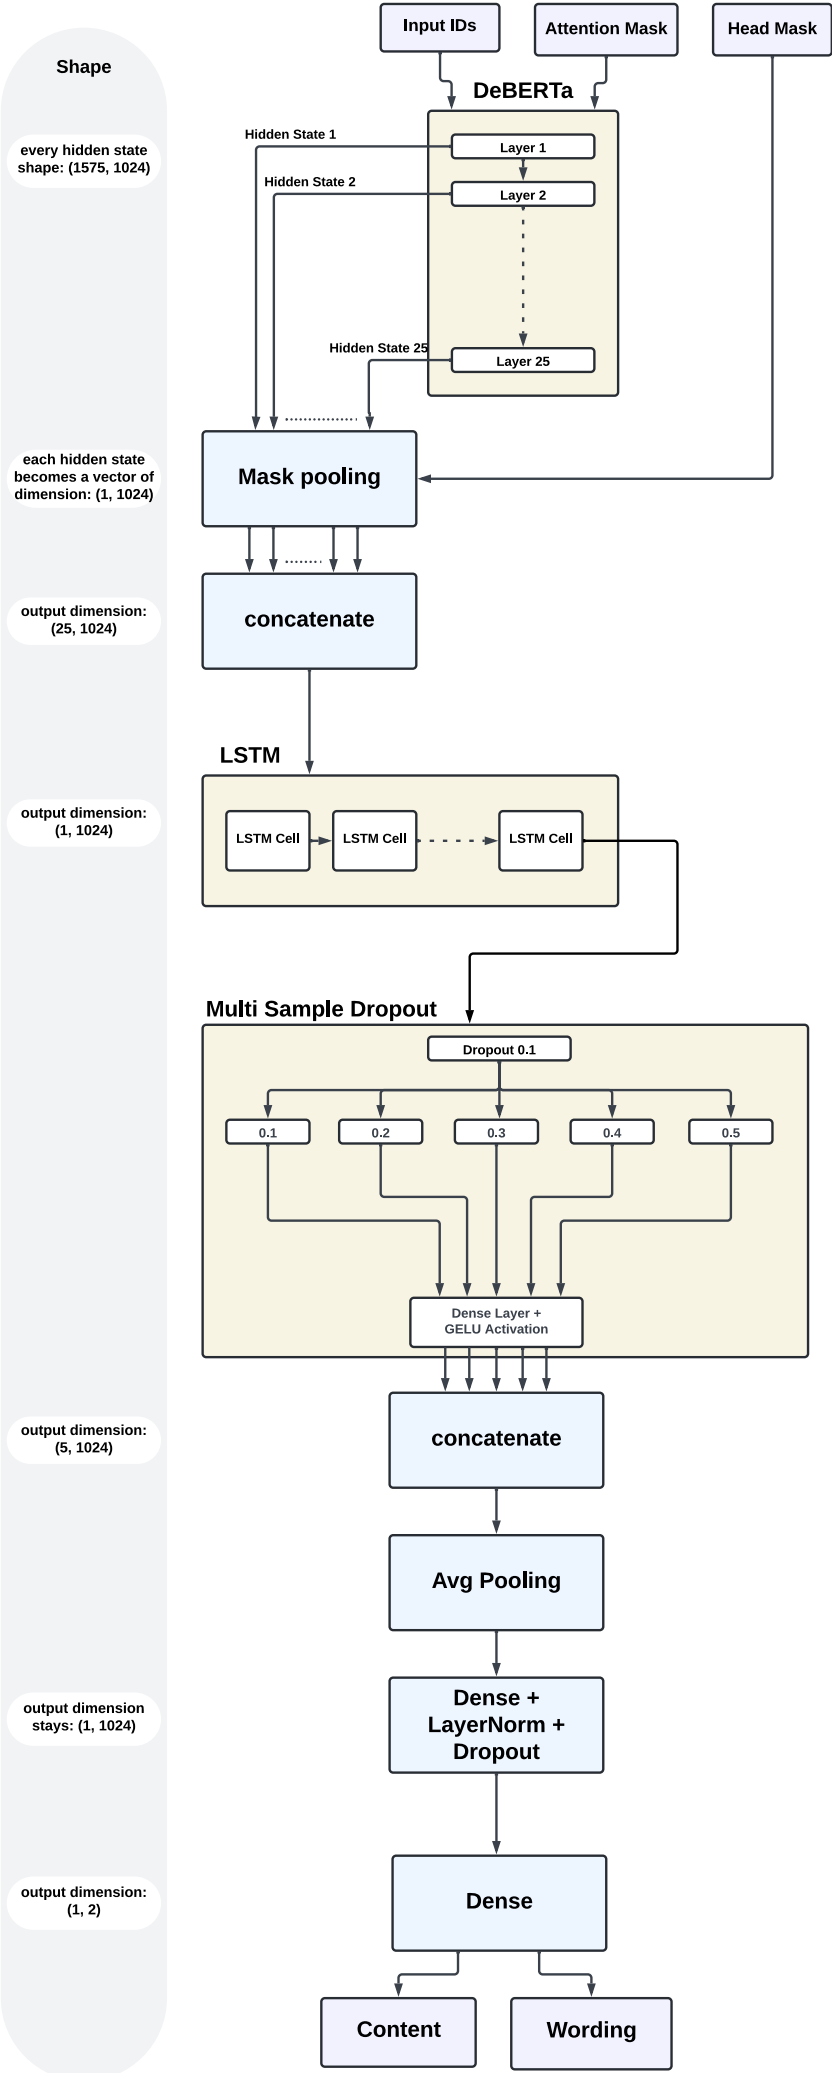 Input IDs
Attention Mask
Head Mask
Shape
DeBERTa
every hidden state
shape: (1575, 1024)
Hidden State 1
Layer 1
Hidden State 2
Layer 2
Hidden State 25
Layer 25
each hidden state
becomes a vector of
dimension: (1, 1024)
Mask pooling
output dimension:
(25, 1024)
concatenate
LSTM
output dimension:
(1, 1024)
LSTM Cell
LSTM Cell
LSTM Cell
Multi Sample Dropout
Dropout 0.1
0.1
0.2
0.3
0.4
0.5
Dense Layer +
GELU Activation
output dimension:
(5, 1024)
concatenate
Avg Pooling
output dimension
stays: (1, 1024)
Dense +
LayerNorm +
Dropout
output dimension:
(1, 2)
Dense
Content
Wording